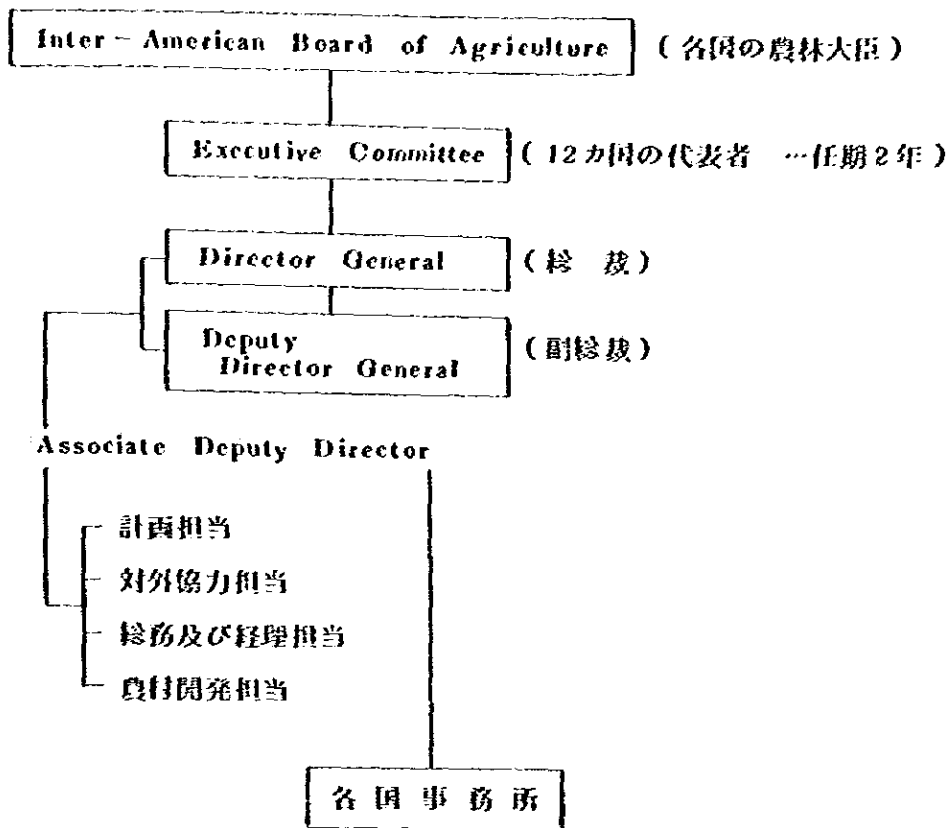 Inter-American Board of Agriculture (各国の農林大臣)
Executive Committee (12カ国の代表者 …任期2年)
Director General (総 裁)
Deputy
Director General (副総裁)
Associate Deputy Director
計画担当
対外協力担当
総務及び経理担当
農村開発担当
各国事務所